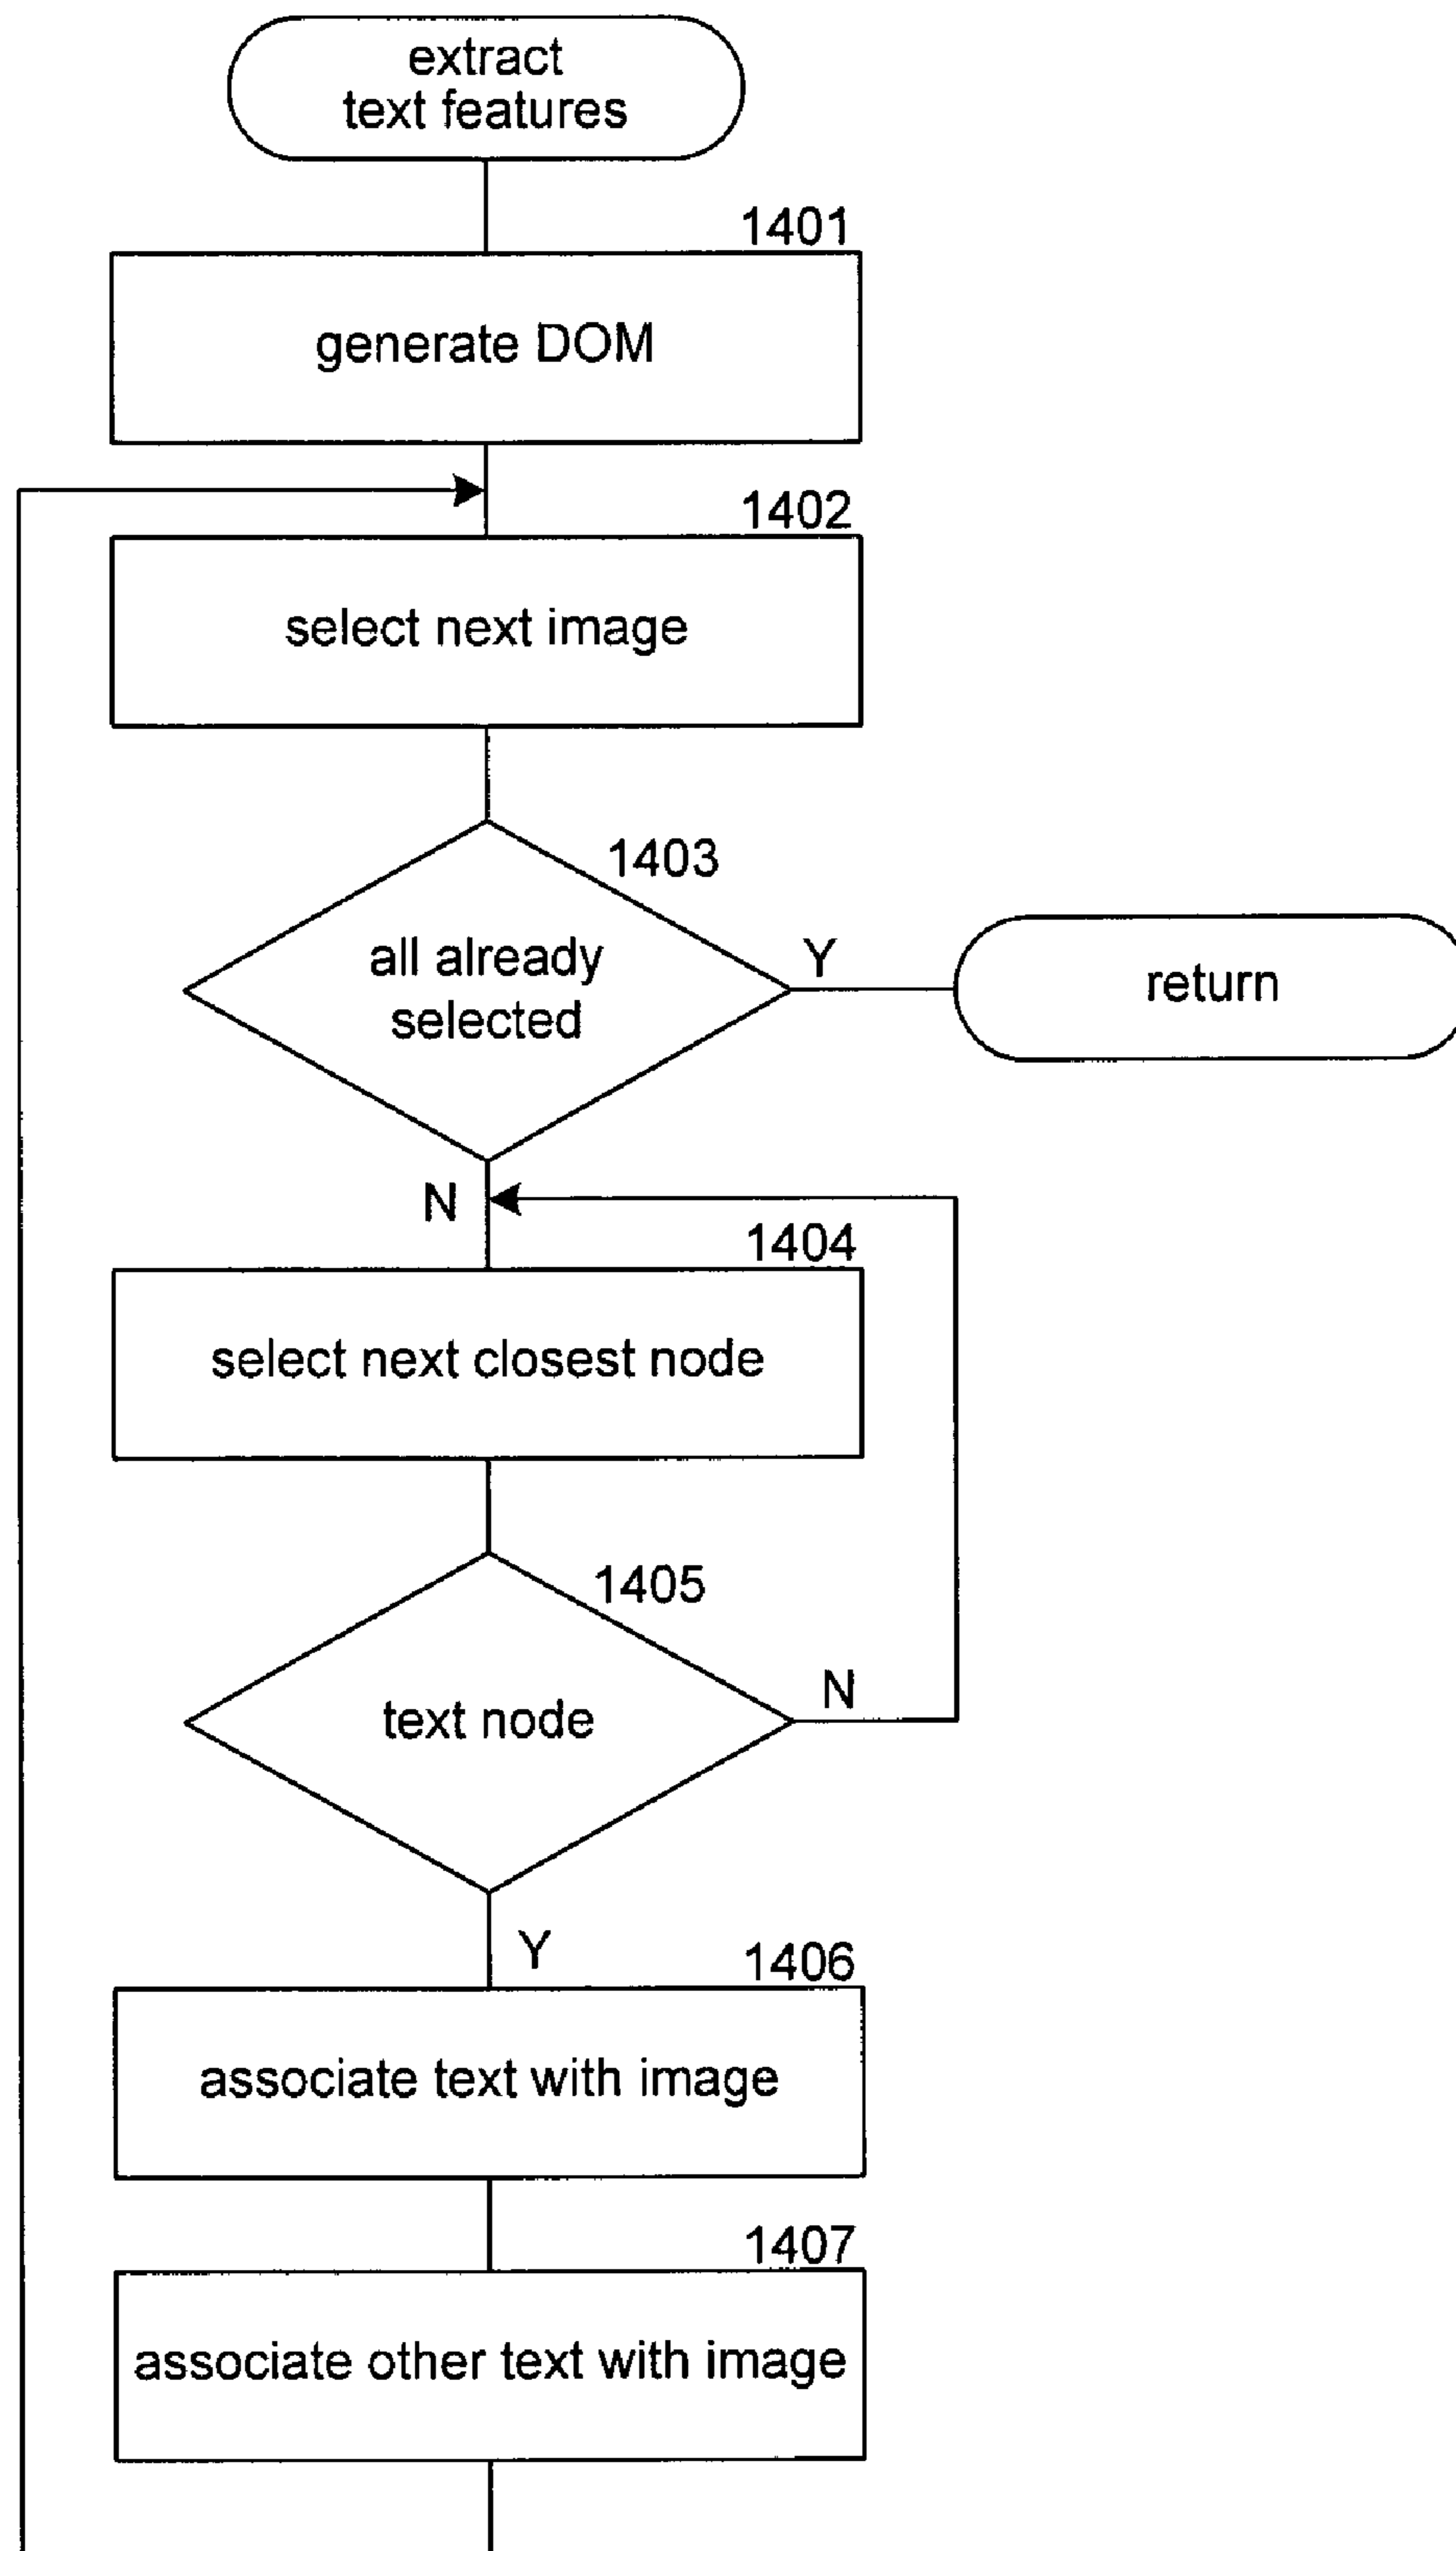 extract
text features
1401
generate DOM
1402
select next image
1403
all already
selected
Y
return
N
1404
select next closest node
1405
text node
N
Y
1406
associate text with image
1407
associate other text with image